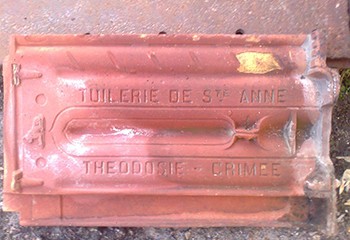 TUILERIE DE STE ANNE
THEODOSIE - CRIMEE